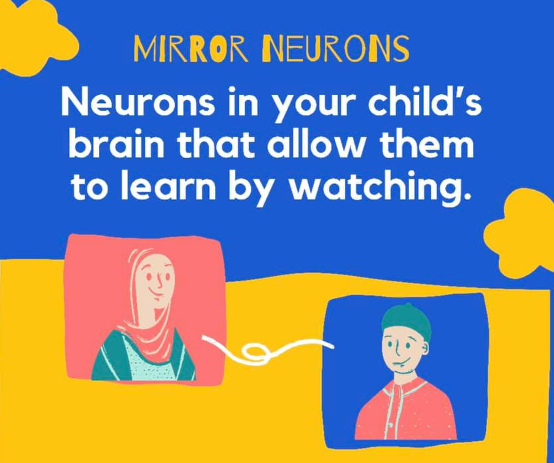 MIRROR NEURONS
Neurons in your child's
brain that allow them
to learn by watching.